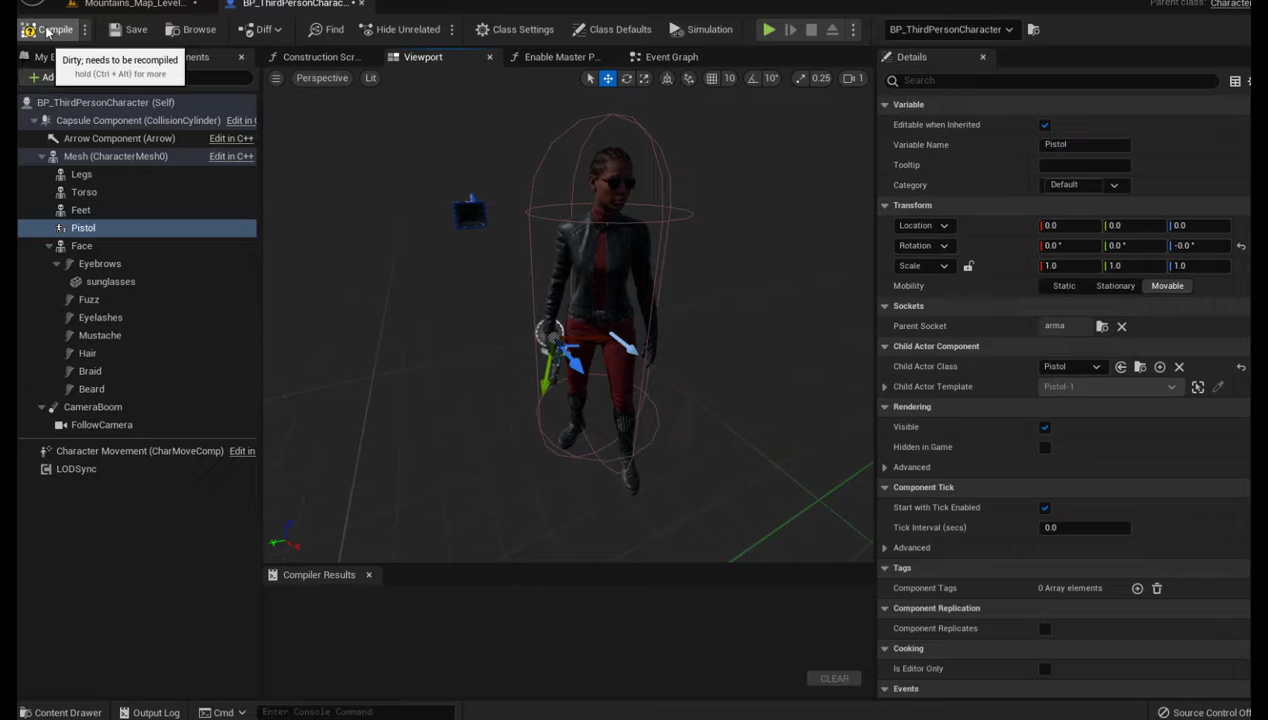 Mountains_Map_Level...
BP_ThirdPersonCharac...
Parent class: Character
Compile
Save
Browse
Diff
Find
Hide Unrelated
Class Settings
Class Defaults
Simulation
BP_ThirdPersonCharacter
Dirty; needs to be recompiled
hold (Ctrl + Alt) for more
Construction Scr...
Viewport
Enable Master P...
Event Graph
Details
Perspective
Lit
10
10°
0.25
1
Search
BP_ThirdPersonCharacter (Self)
Capsule Component (CollisionCylinder)
Edit in C
Arrow Component (Arrow)
Edit in C++
Mesh (CharacterMesh0)
Edit in C++
Legs
Torso
Feet
Pistol
Face
Eyebrows
sunglasses
Fuzz
Eyelashes
Mustache
Hair
Braid
Beard
CameraBoom
FollowCamera
Character Movement (CharMoveComp)
Edit in
LODSync
Variable
Editable when Inherited
Variable Name
Pistol
Tooltip
Category
Default
Transform
Location
0.0
0.0
0.0
Rotation
0.0 °
0.0 °
-0.0 °
Scale
1.0
1.0
1.0
Mobility
Static
Stationary
Movable
Sockets
Parent Socket
arma
Child Actor Component
Child Actor Class
Pistol
Child Actor Template
Pistol-1
Rendering
Visible
Hidden in Game
Advanced
Component Tick
Start with Tick Enabled
Tick Interval (secs)
0.0
Advanced
Tags
Component Tags
0 Array elements
Component Replication
Component Replicates
Cooking
Is Editor Only
Events
Compiler Results
CLEAR
Content Drawer
Output Log
Cmd
Enter Console Command
Source Control Off